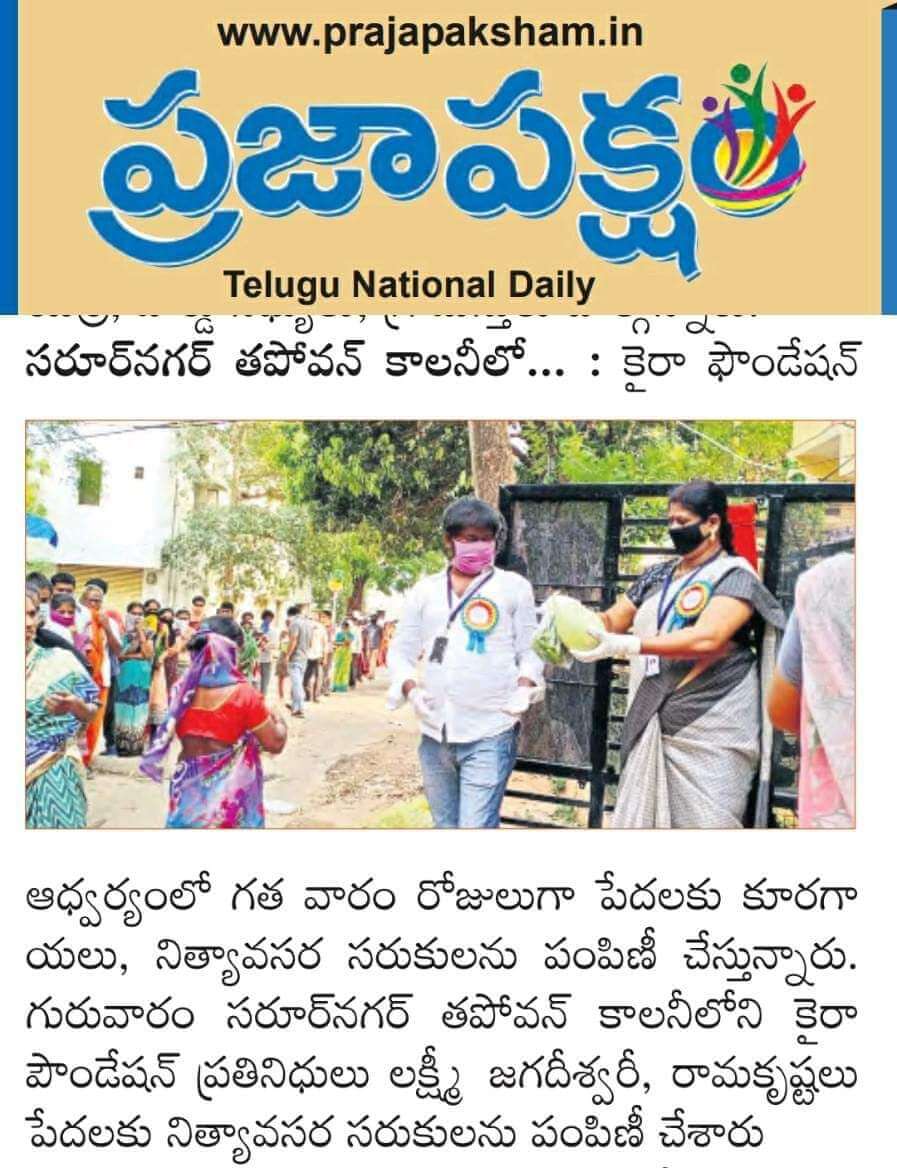 www.prajapaksham.in
ప్రజాపక్షం
Telugu National Daily
సరూర్‌నగర్ తపోవన్ కాలనీలో... : కైరా ఫౌండేషన్
ఆధ్వర్యంలో గత వారం రోజులుగా పేదలకు కూరగా
యలు, నిత్యావసర సరుకులను పంపిణీ చేస్తున్నారు.
గురువారం సరూర్‌నగర్ తపోవన్ కాలనీలోని కైరా
పౌండేషన్ ప్రతినిధులు లక్ష్మీ జగదీశ్వరీ, రామకృష్ణలు
పేదలకు నిత్యావసర సరుకులను పంపిణీ చేశారు